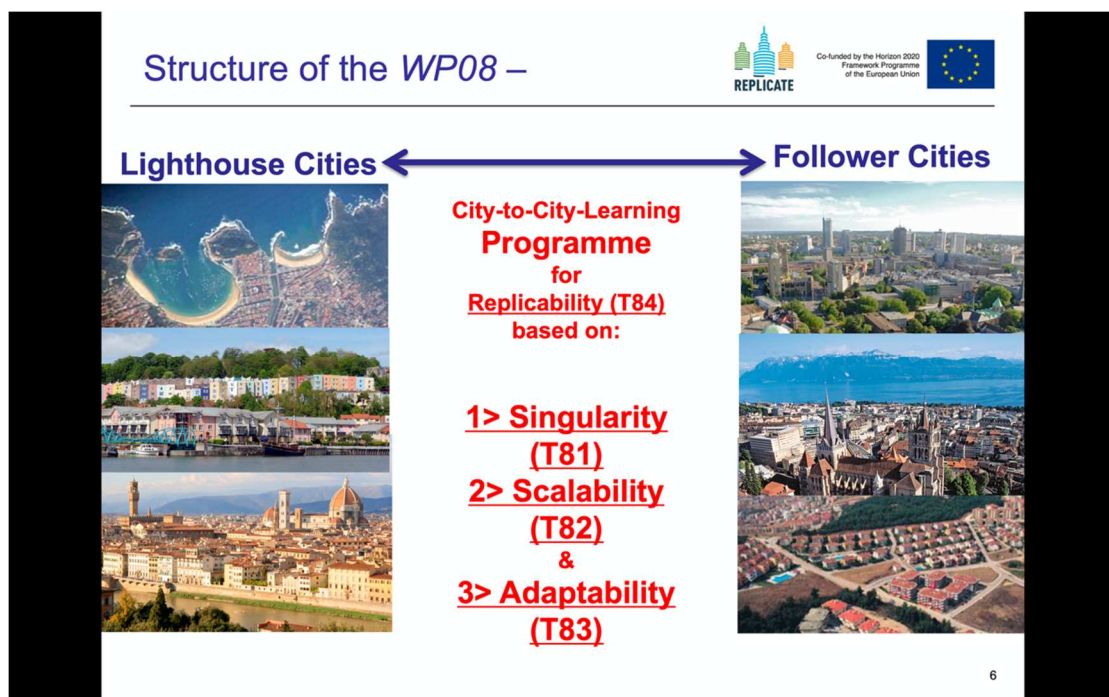 Structure of the WP08 –
REPLICATE
Co-funded by the Horizon 2020
Framework Programme
of the European Union
Lighthouse Cities
Follower Cities
City-to-City-Learning
Programme
for
Replicability (T84)
based on:
1> Singularity
(T81)
2> Scalability
(T82)
&
3> Adaptability
(T83)
6